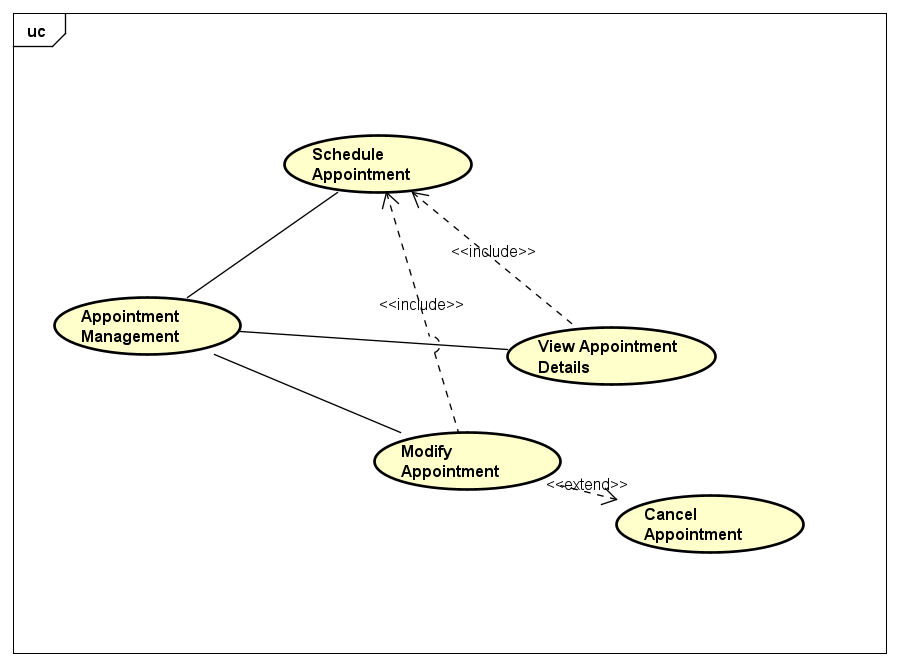 uc
Schedule
Appointment
<<include>>
<<include>>
Appointment
Management
View Appointment
Details
Modify
Appointment
<<extend>>
Cancel
Appointment